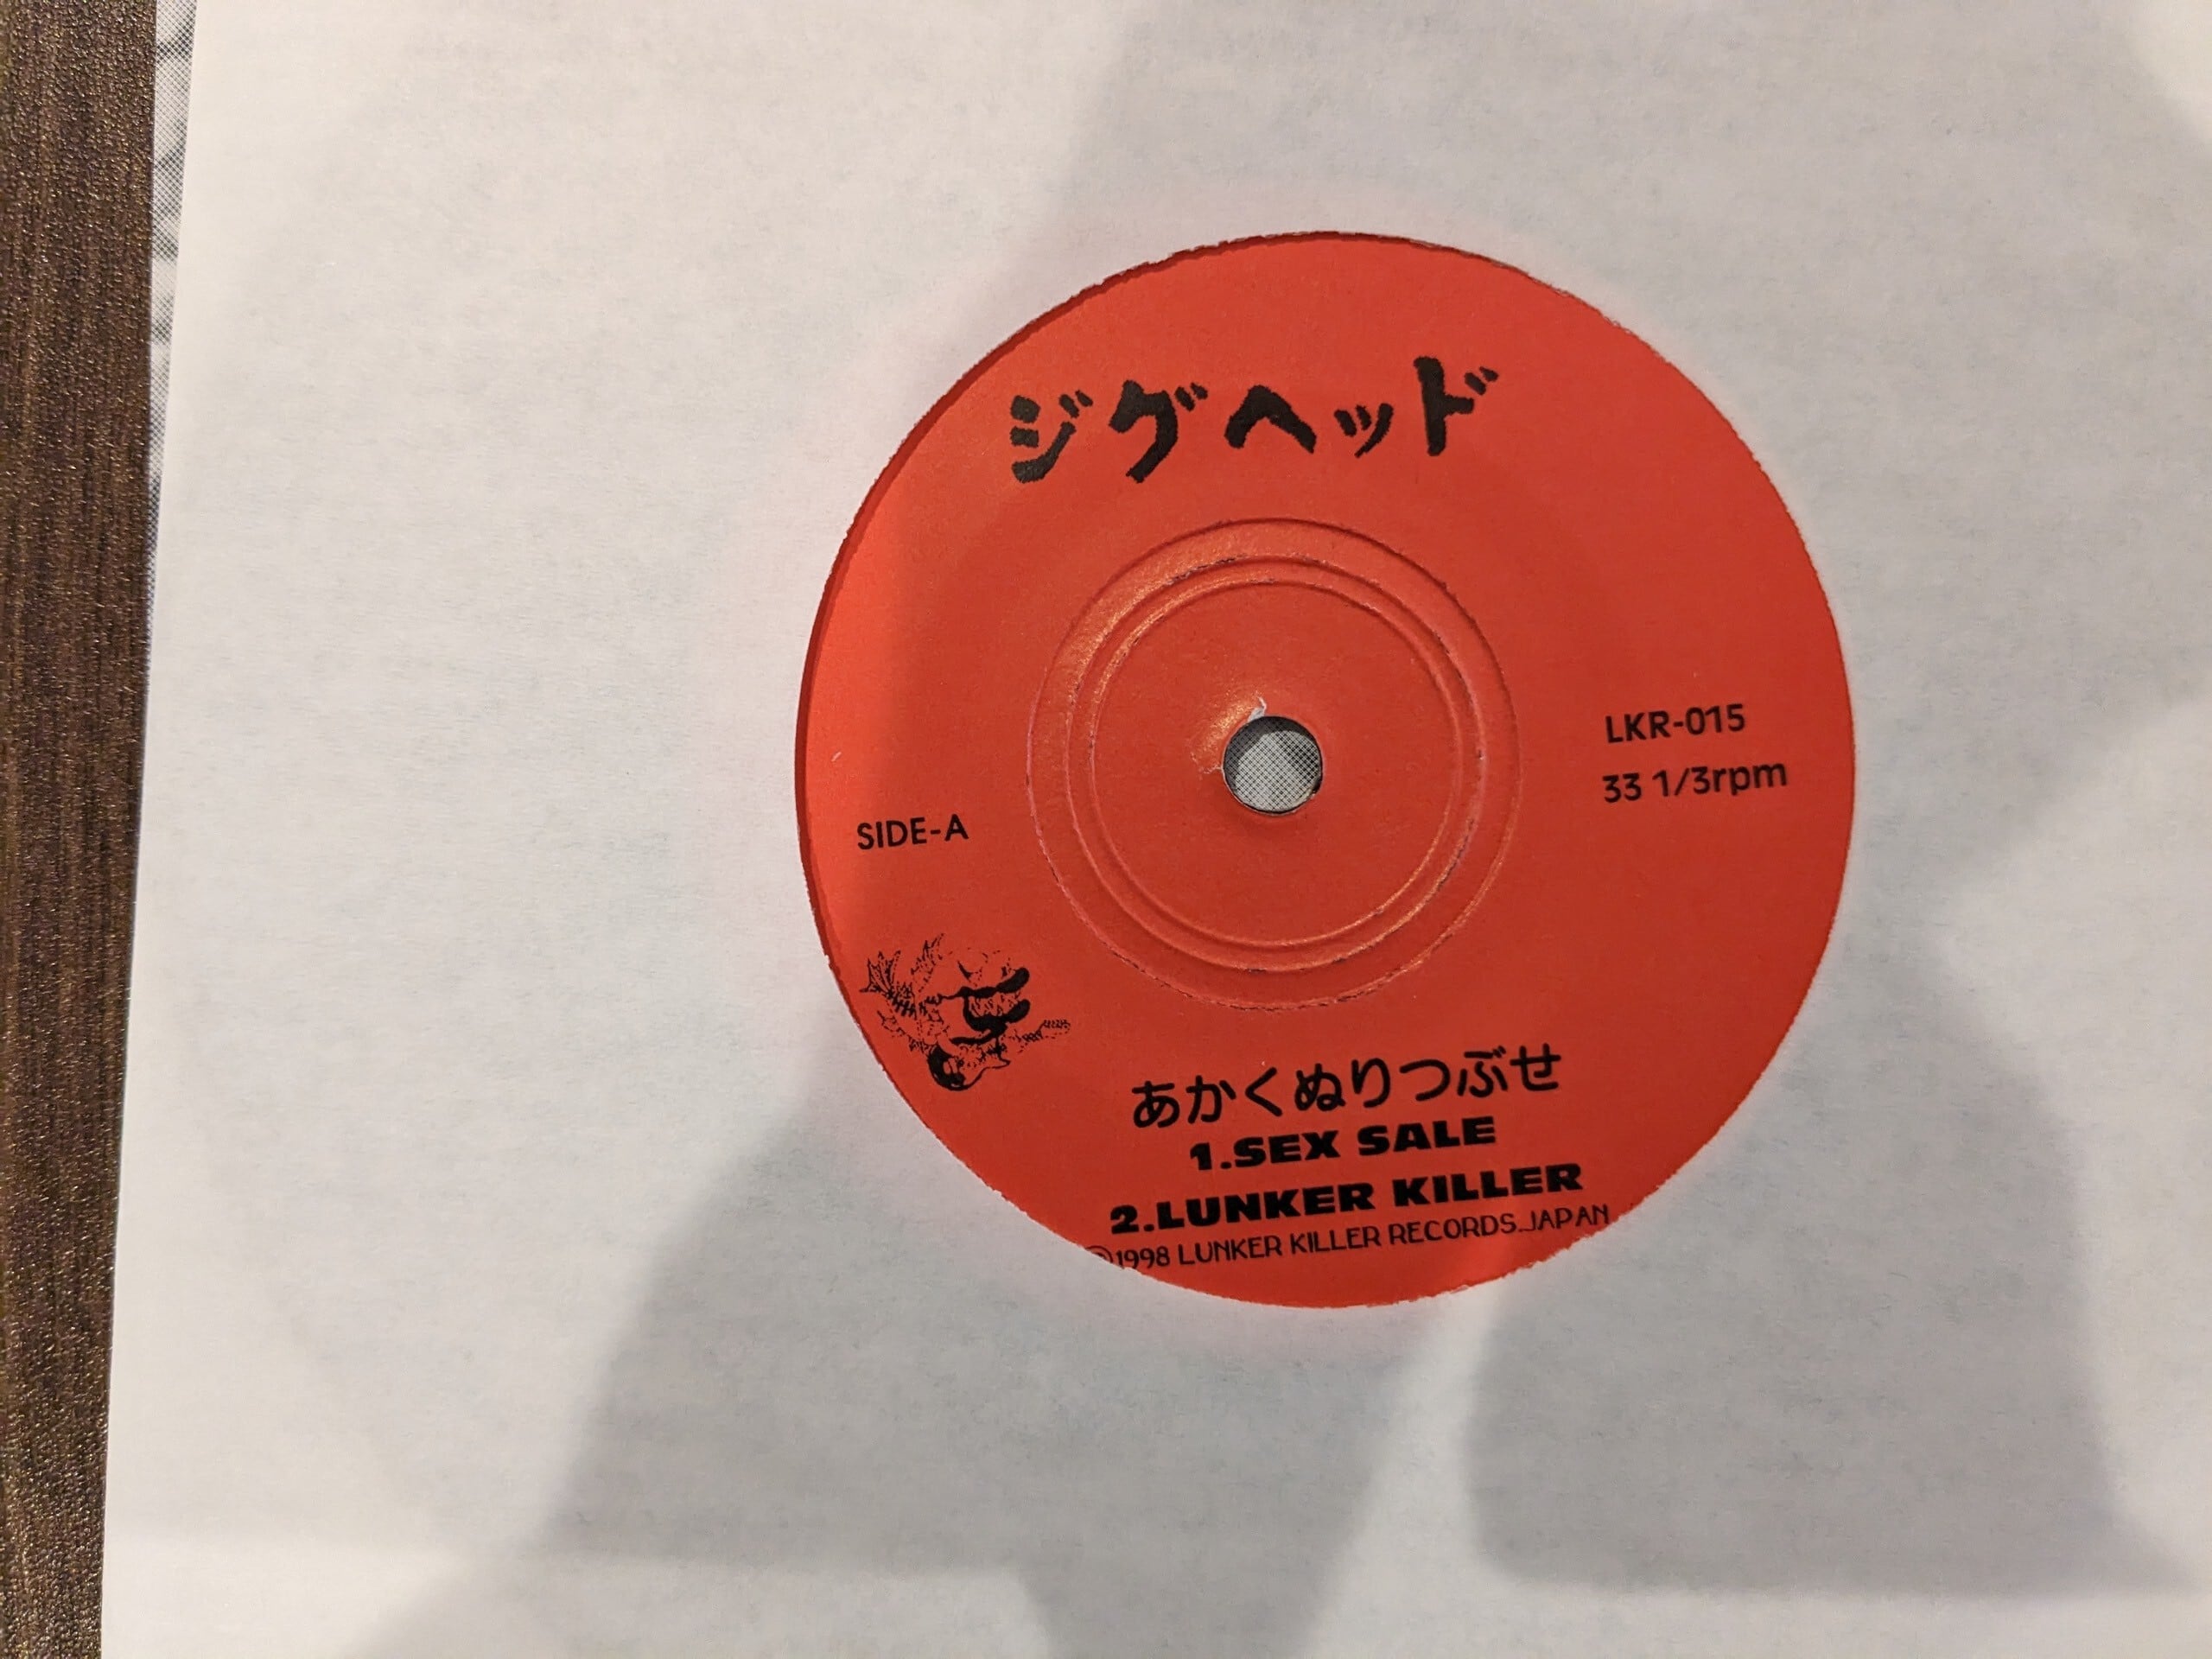 ジグヘッド
LKR-015
33 1/3rpm
SIDE-A
あかくぬりつぶせ
1.SEX SALE
2.LUNKER KILLER
©1998 LUNKER KILLER RECORDS.JAPAN